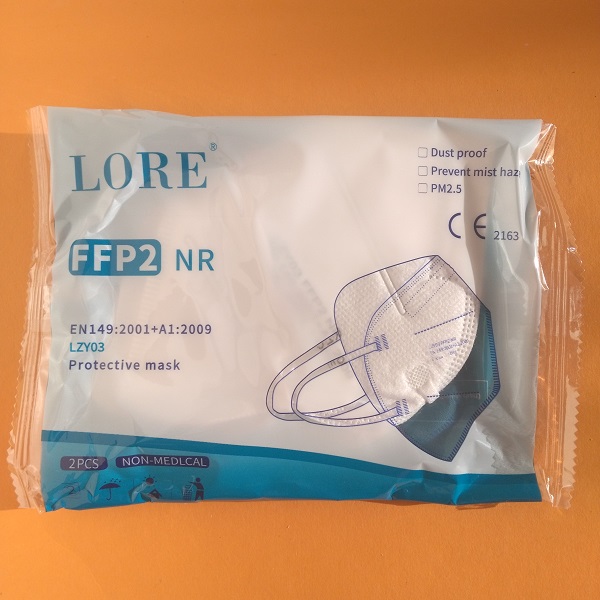 LORE®
Dust proof
Prevent mist haz
PM2.5
CE 2163
FFP2 NR
EN149:2001+A1:2009
LZY03
Protective mask
2PCS NON-MEDLCAL